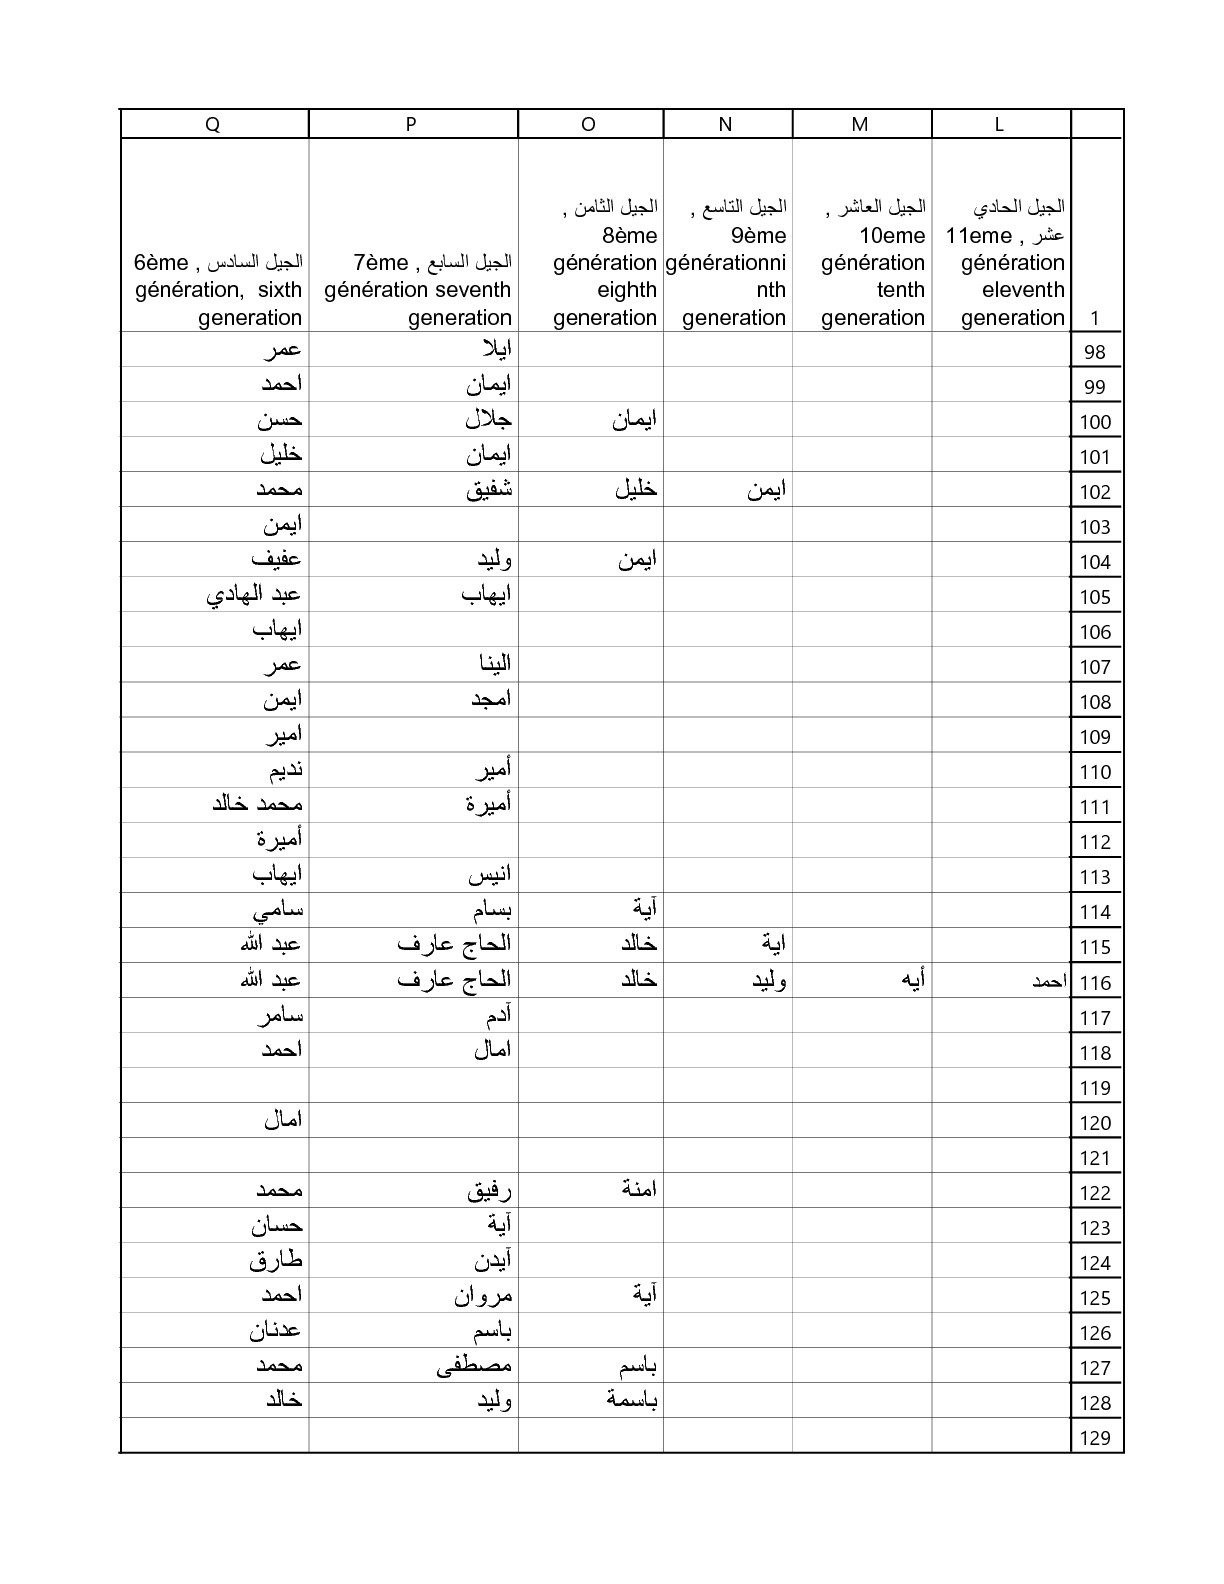 L M N O P Q
1 الجيل الحادي عشر , 11eme génération eleventh generation الجيل العاشر , 10eme génération tenth generation الجيل التاسع , 9ème générationni nth generation الجيل الثامن , 8ème génération eighth generation الجيل السابع , 7ème génération seventh generation الجيل السادس , 6ème génération, sixth generation
98 ايلا عمر
99 ايمان احمد
100 ايمان جلال حسن
101 ايمان خليل
102 ايمن خليل شفيق محمد
103 ايمن
104 ايمن وليد عفيف
105 ايهاب عبد الهادي
106 ايهاب
107 الينا عمر
108 امجد ايمن
109 امير
110 أمير نديم
111 أميرة محمد خالد
112 أميرة
113 انيس ايهاب
114 آية بسام سامي
115 اية خالد الحاج عارف عبد الله
116 احمد أيه وليد خالد الحاج عارف عبد الله
117 آدم سامر
118 امال احمد
119
120 امال
121
122 امنة رفيق محمد
123 آية حسان
124 آيدن طارق
125 آية مروان احمد
126 باسم عدنان
127 باسم مصطفى محمد
128 باسمة وليد خالد
129